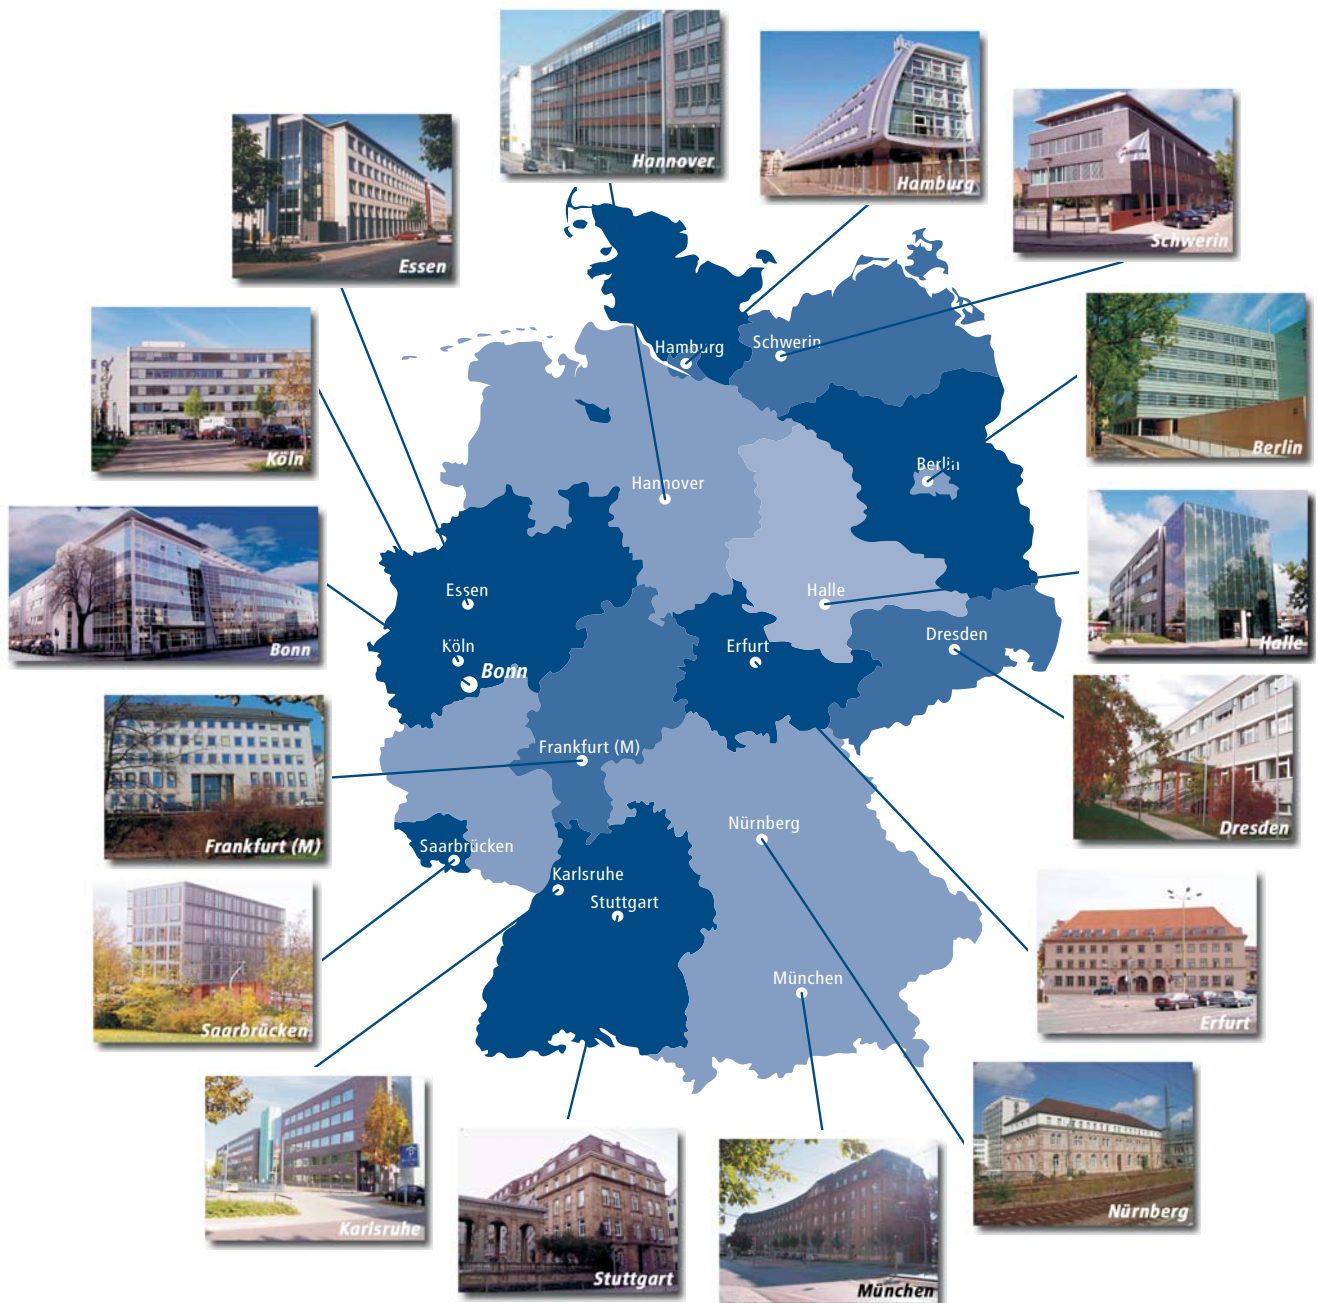 Hannover
Hamburg
Schwerin
Essen
Köln
Berlin
Bonn
Halle
Frankfurt (M)
Dresden
Saarbrücken
Erfurt
Karlsruhe
Nürnberg
Stuttgart
München
Hamburg
Schwerin
Berlin
Hannover
Essen
Halle
Köln
Bonn
Erfurt
Dresden
Frankfurt (M)
Nürnberg
Saarbrücken
Karlsruhe
Stuttgart
München